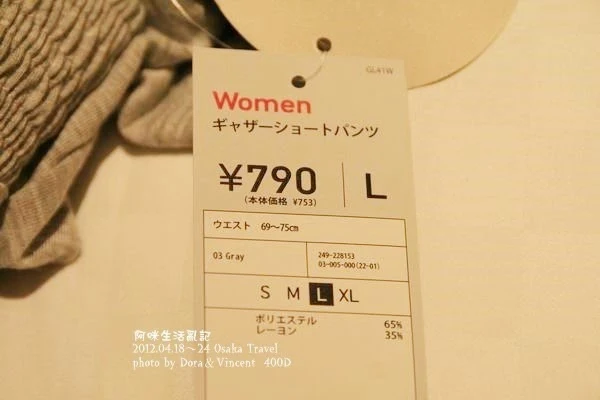 GL41W
Women
ギャザーショートパンツ
¥790 L
(本体価格 ¥753)
ウエスト 69～75cm
03 Gray
249-228153
03-005-000(22-01)
S M L XL
ポリエステル 65%
レーヨン 35%
阿咪生活亂記
2012.04.18～24 Osaka Travel
photo by Dora & Vincent 400D